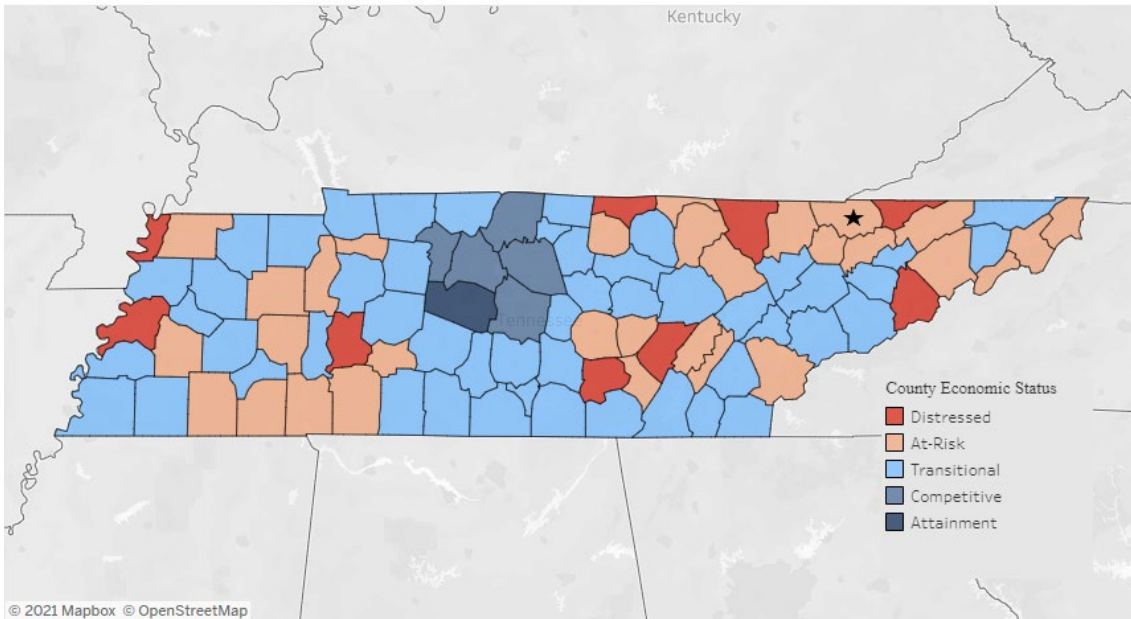 Kentucky
Tennessee
County Economic Status
Distressed
At-Risk
Transitional
Competitive
Attainment
© 2021 Mapbox © OpenStreetMap